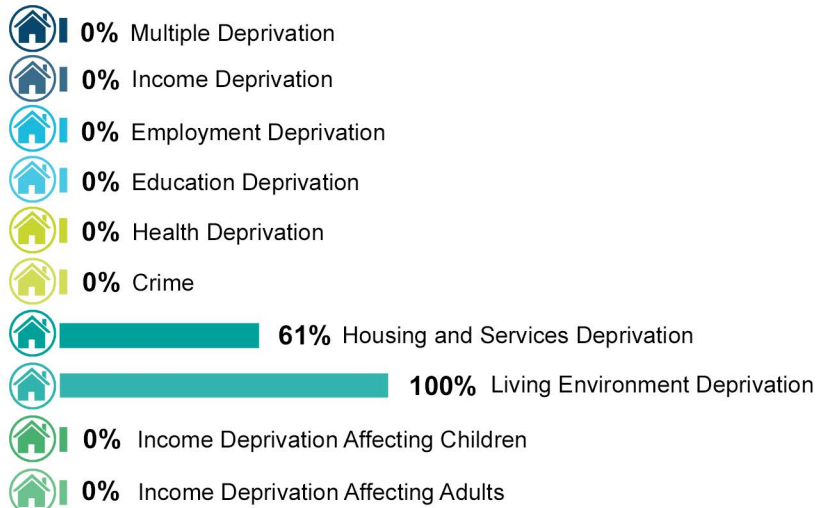 0% Multiple Deprivation
0% Income Deprivation
0% Employment Deprivation
0% Education Deprivation
0% Health Deprivation
0% Crime
61% Housing and Services Deprivation
100% Living Environment Deprivation
0% Income Deprivation Affecting Children
0% Income Deprivation Affecting Adults